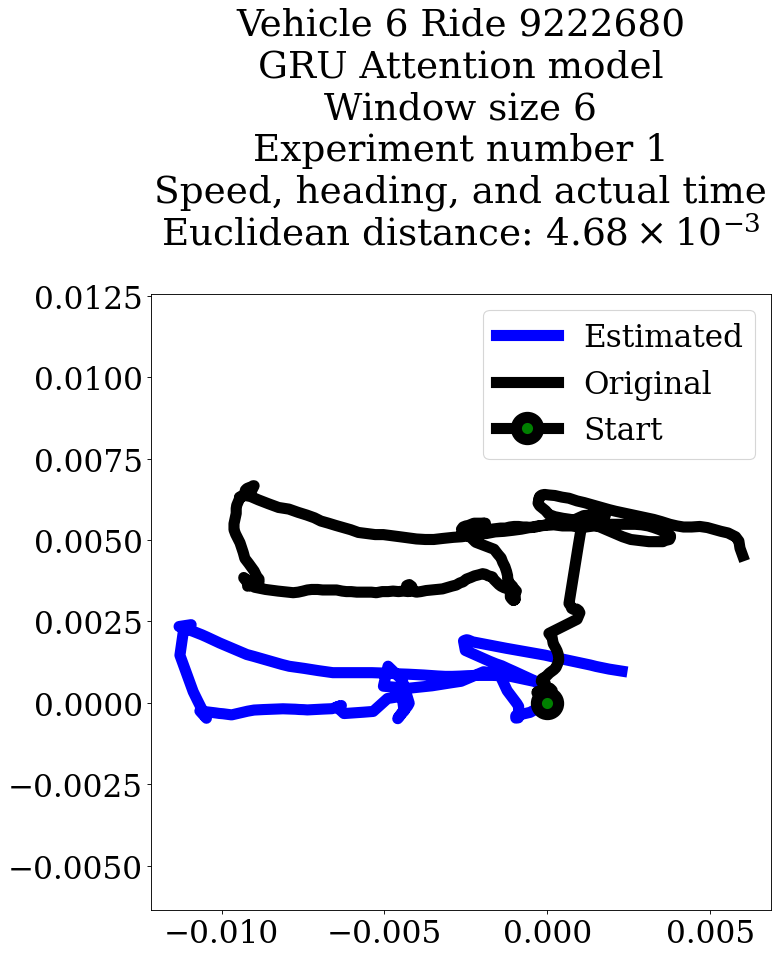 Vehicle 6 Ride 9222680
GRU Attention model
Window size 6
Experiment number 1
Speed, heading, and actual time
Euclidean distance: 4.68 × 10⁻³
0.0125
0.0100
0.0075
0.0050
0.0025
0.0000
−0.0025
−0.0050
Estimated
Original
Start
−0.010 −0.005 0.000 0.005